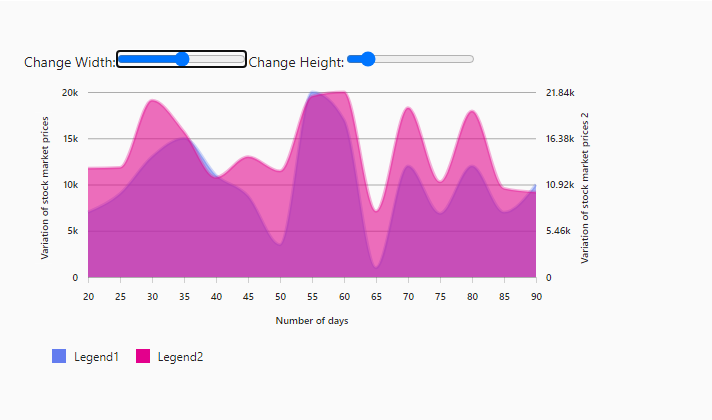 Change Width: Change Height:
Variation of stock market prices
20k
15k
10k
5k
0
21.84k
16.38k
10.92k
5.46k
0
Variation of stock market prices 2
20 25 30 35 40 45 50 55 60 65 70 75 80 85 90
Number of days
Legend1 Legend2